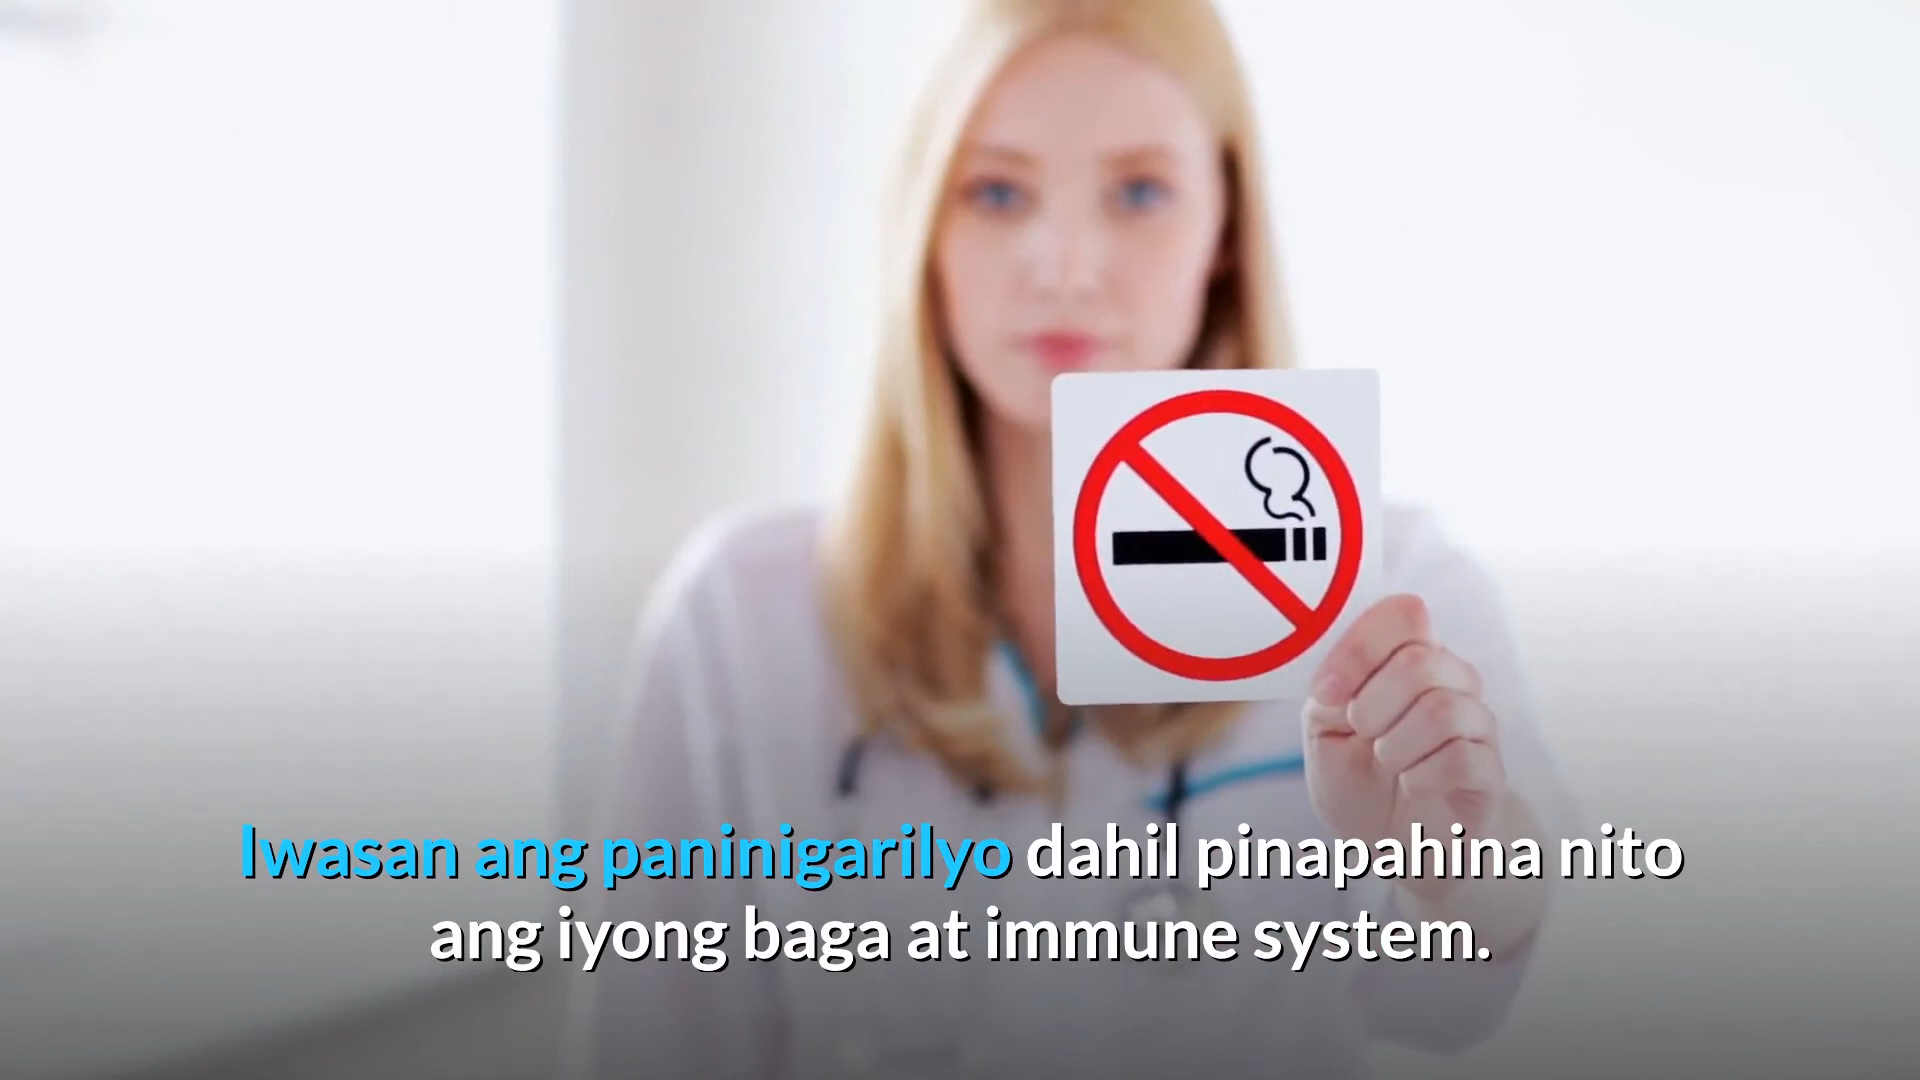 Iwasan ang paninigarilyo dahil pinapahina nito
ang iyong baga at immune system.